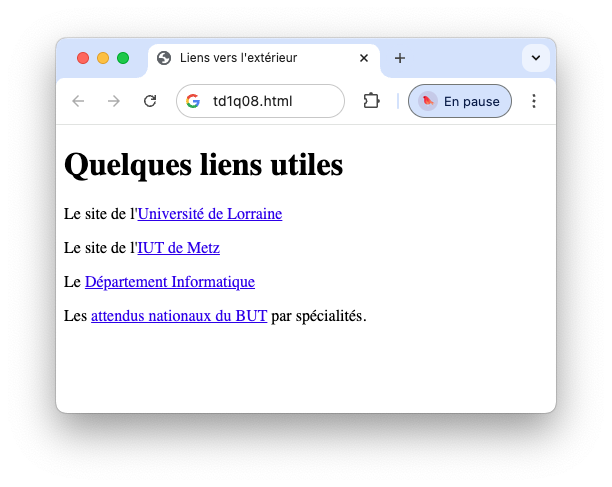 Liens vers l'extérieur
td1q08.html
En pause
Quelques liens utiles
Le site de l'Université de Lorraine
Le site de l'IUT de Metz
Le Département Informatique
Les attendus nationaux du BUT par spécialités.